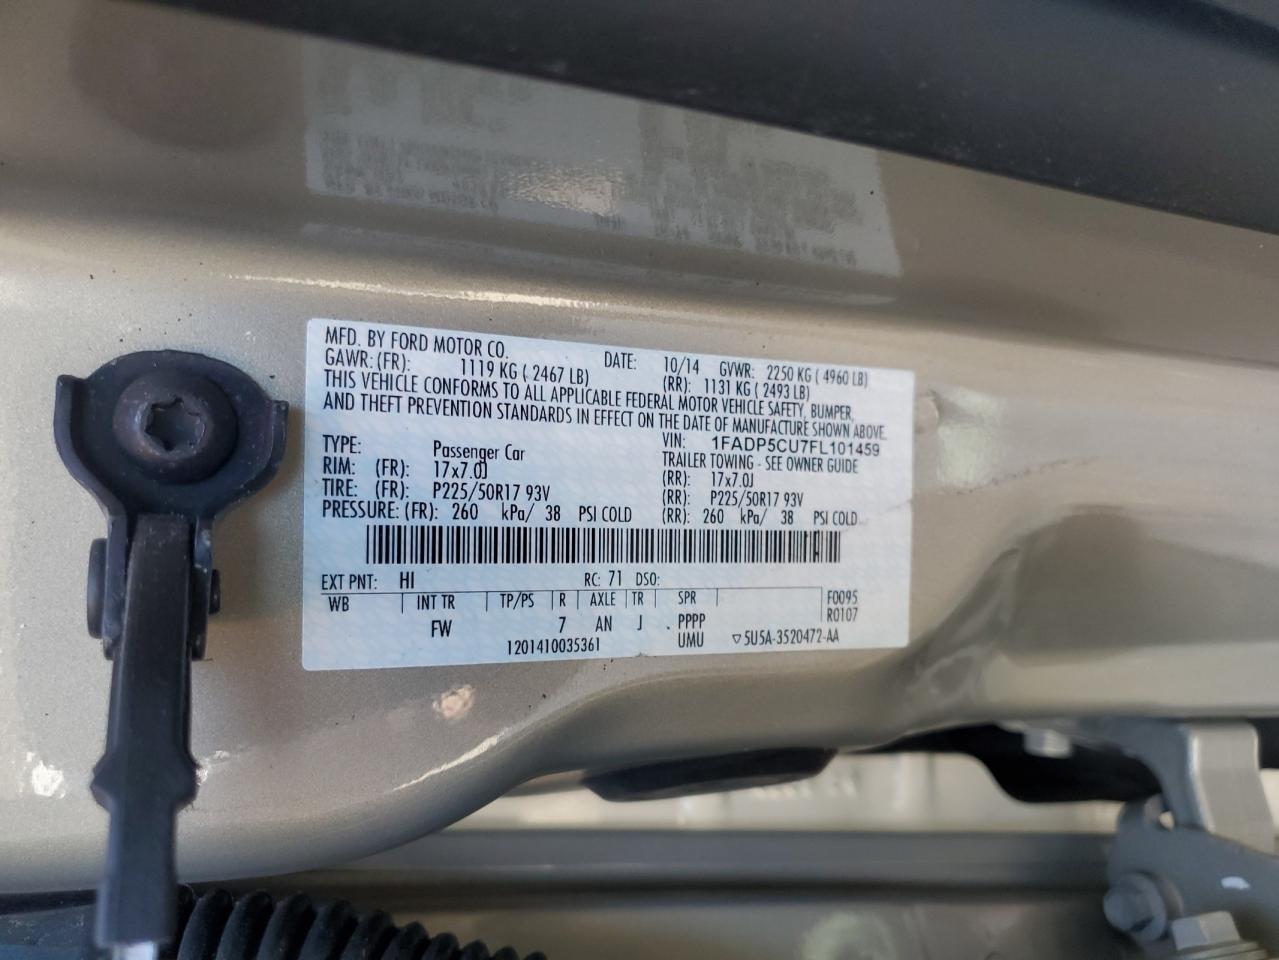 MFD. BY FORD MOTOR CO. DATE: 10/14 GVWR: 2250 KG ( 4960 LB)
GAWR: (FR): 1119 KG ( 2467 LB) (RR): 1131 KG ( 2493 LB)
THIS VEHICLE CONFORMS TO ALL APPLICABLE FEDERAL MOTOR VEHICLE SAFETY, BUMPER,
AND THEFT PREVENTION STANDARDS IN EFFECT ON THE DATE OF MANUFACTURE SHOWN ABOVE.
VIN: 1FADP5CU7FL101459
TYPE: Passenger Car TRAILER TOWING - SEE OWNER GUIDE
RIM: (FR): 17x7.0J (RR): 17x7.0J
TIRE: (FR): P225/50R17 93V (RR): P225/50R17 93V
PRESSURE: (FR): 260 kPa/ 38 PSI COLD (RR): 260 kPa/ 38 PSI COLD
EXT PNT: HI RC: 71 DSO:
WB INT TR TP/PS R AXLE TR SPR F0095
FW 7 AN J PPPP R0107
1201410035361 UMU ▽5U5A-3520472-AA